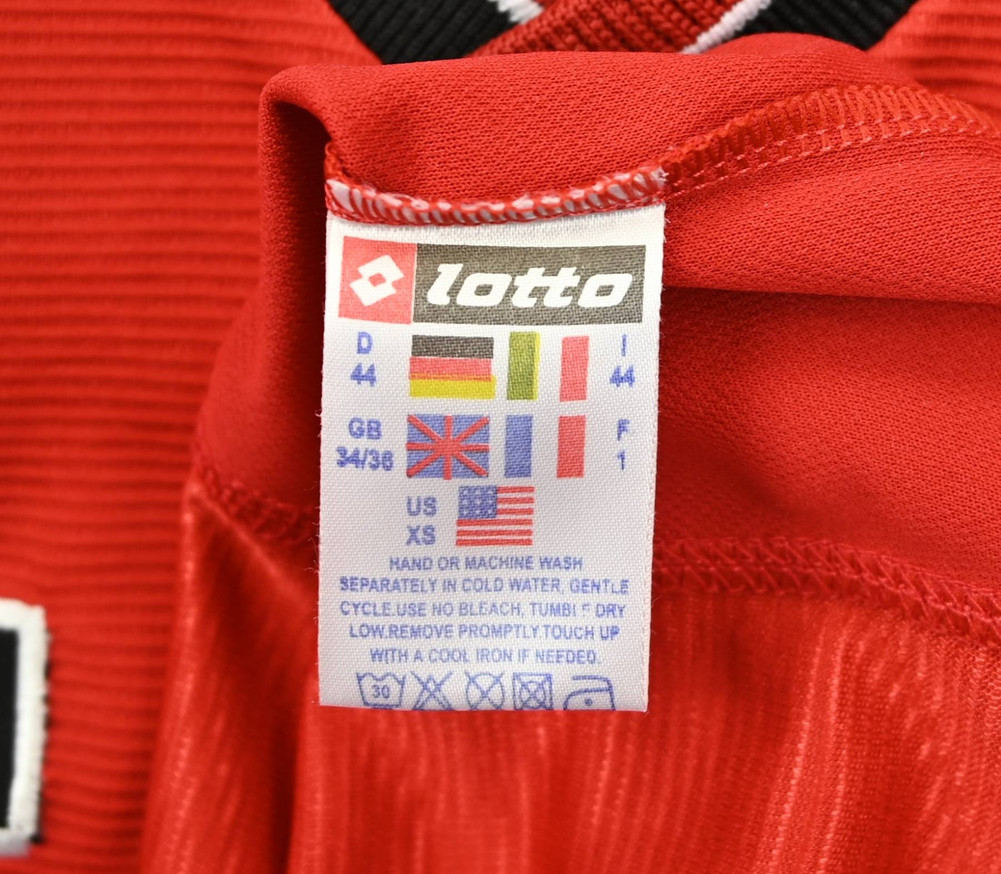 lotto
D I
44 44
GB F
34/36 1
US
XS
HAND OR MACHINE WASH
SEPARATELY IN COLD WATER, GENTLE
CYCLE.USE NO BLEACH, TUMBLE DRY
LOW.REMOVE PROMPTLY.TOUCH UP
WITH A COOL IRON IF NEEDED.
30